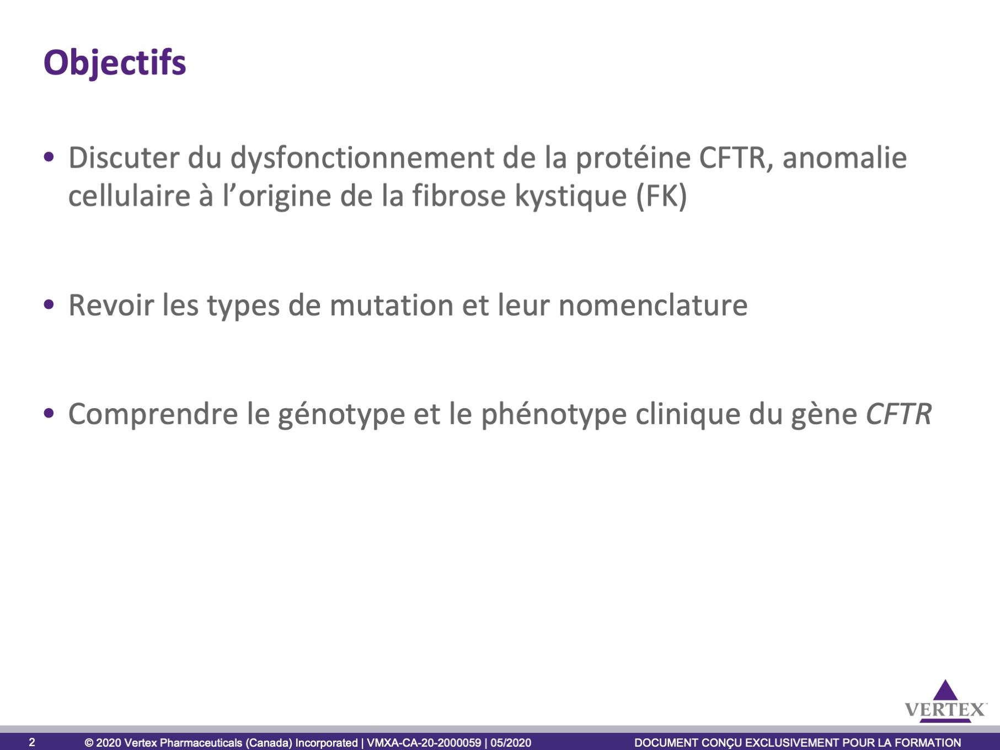 Objectifs
• Discuter du dysfonctionnement de la protéine CFTR, anomalie
cellulaire à l’origine de la fibrose kystique (FK)
• Revoir les types de mutation et leur nomenclature
• Comprendre le génotype et le phénotype clinique du gène CFTR
VERTEX
2 © 2020 Vertex Pharmaceuticals (Canada) Incorporated | VMXA-CA-20-2000059 | 05/2020 DOCUMENT CONÇU EXCLUSIVEMENT POUR LA FORMATION